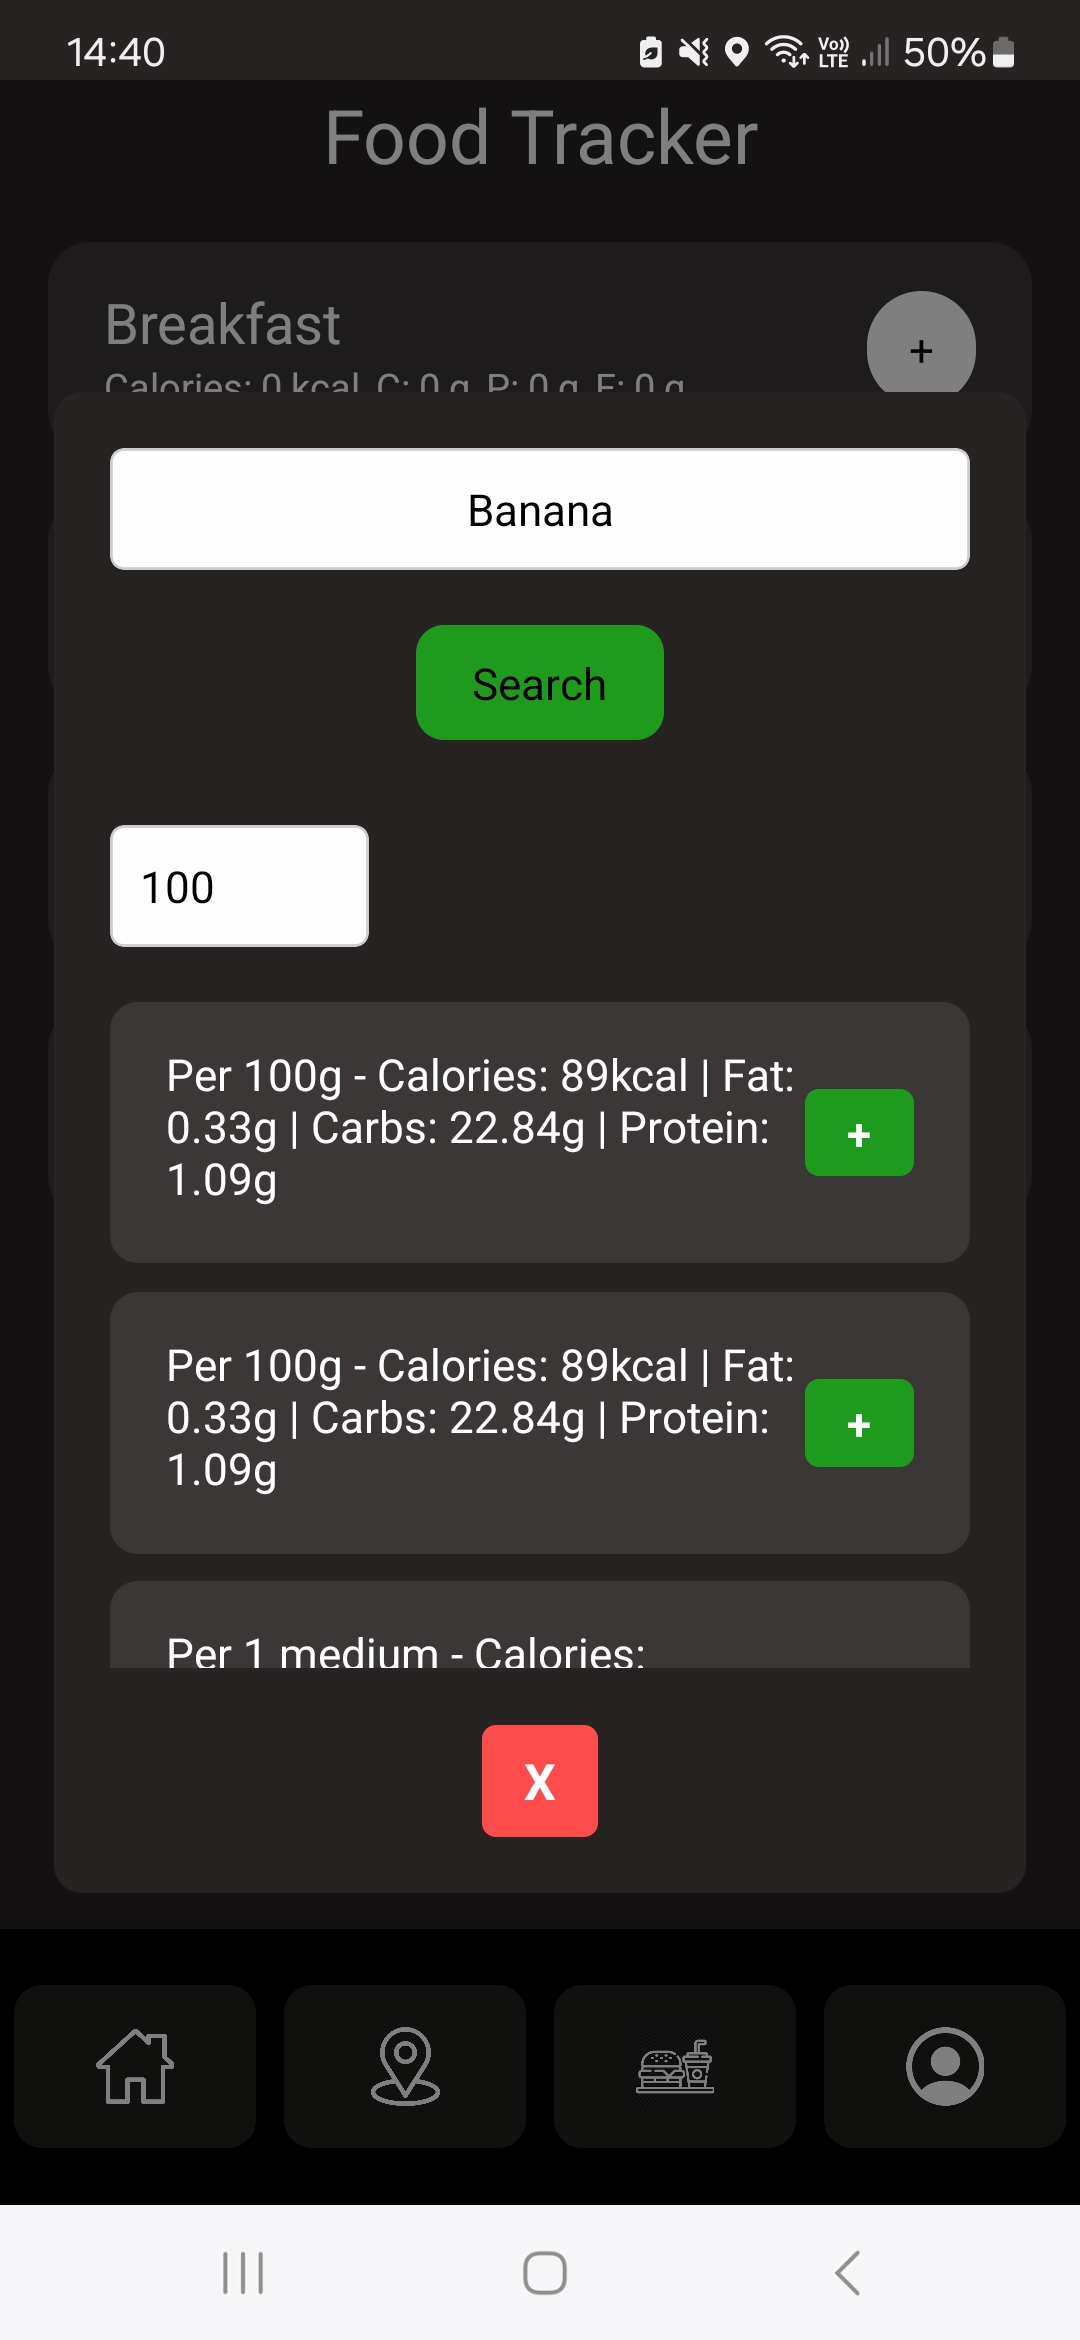 14:40
Vo)) LTE
50%
Food Tracker
Breakfast
+
Calories: 0 kcal, C: 0 g, P: 0 g, F: 0 g
Banana
Search
100
Per 100g - Calories: 89kcal | Fat:
0.33g | Carbs: 22.84g | Protein:
1.09g
+
Per 100g - Calories: 89kcal | Fat:
0.33g | Carbs: 22.84g | Protein:
1.09g
+
Per 1 medium - Calories:
X